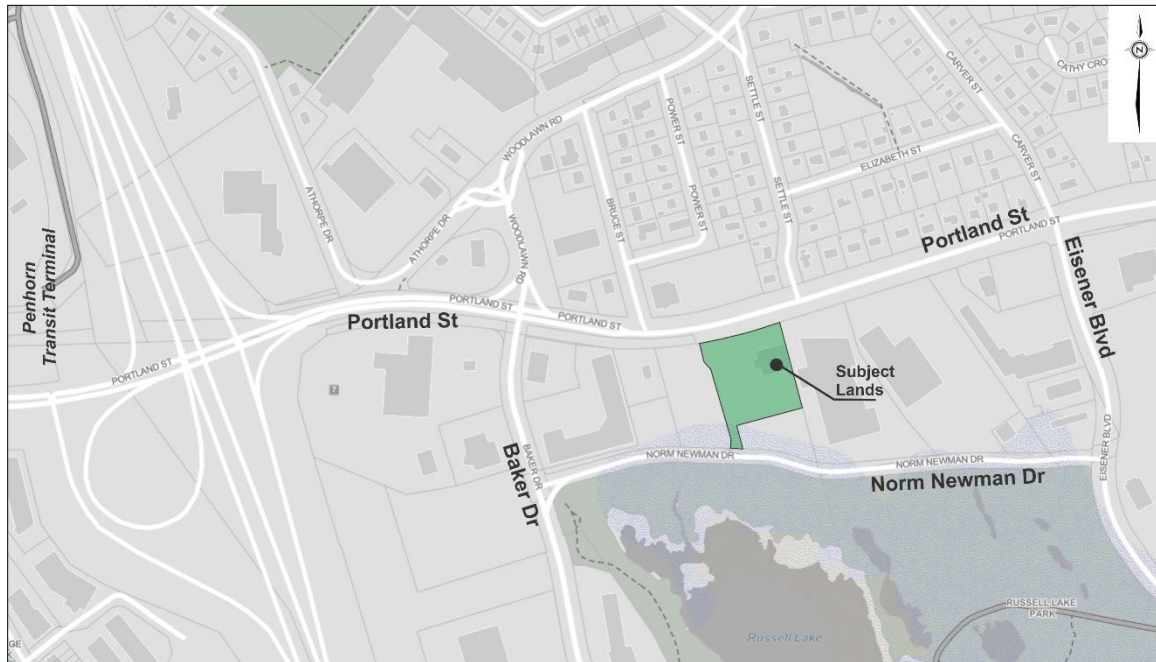 N
CARVER ST
CATHY CRO
WOODLAWN RD
SETTLE ST
POWER ST
ELIZABETH ST
CARVER ST
ATHORPE DR
ATHORPE DR
WOODLAWN RD
BRUCE ST
POWER ST
SETTLE ST
Portland St
PORTLAND ST
Eisener Blvd
Penhorn
Transit Terminal
PORTLAND ST
PORTLAND ST
Portland St
PORTLAND ST
Subject
Lands
EISENER BLVD
Baker Dr
BAKER DR
NORM NEWMAN DR
NORM NEWMAN DR
Norm Newman Dr
RUSSELL LAKE
PARK
Russell Lake
GE
K